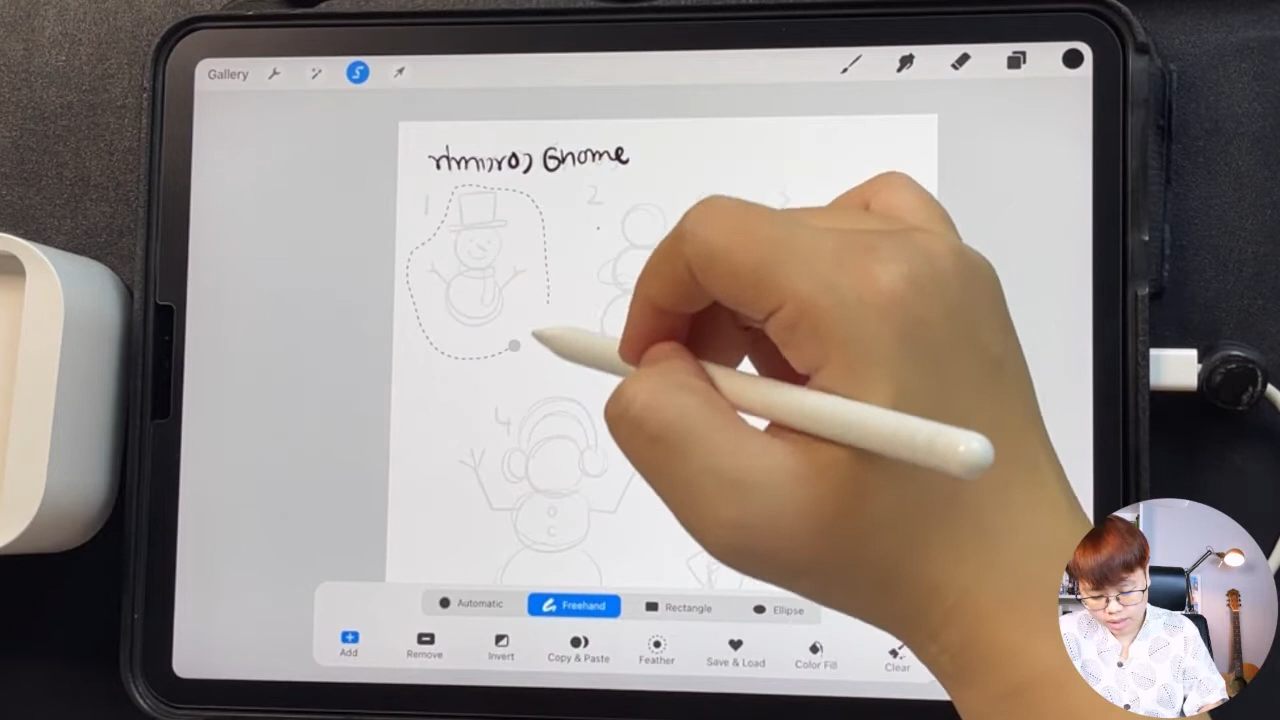 Gallery
Gnome
1 2 3
4
Automatic Freehand Rectangle Ellipse
Add Remove Invert Copy & Paste Feather Save & Load Color Fill Clear